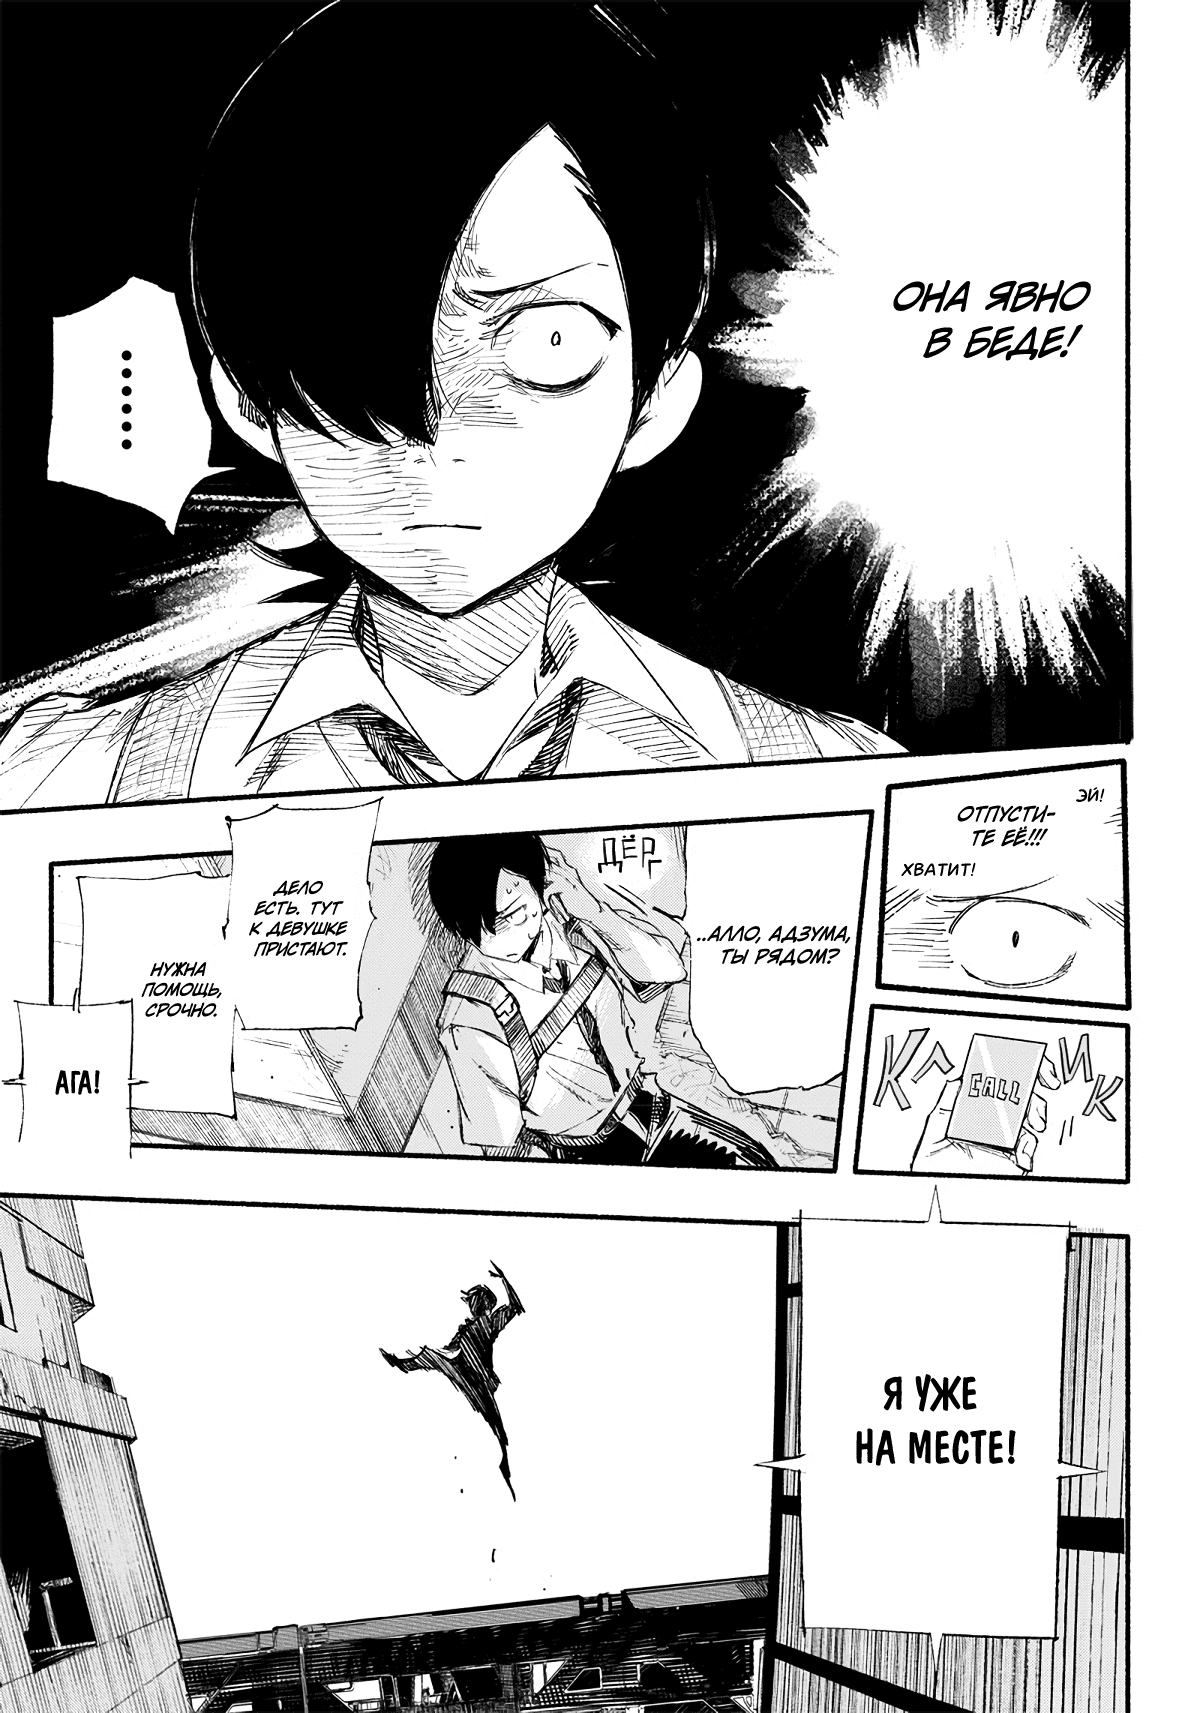 ОНА ЯВНО
В БЕДЕ!
......
ЭЙ!
ОТПУСТИ-
ТЕ ЕЁ!!!
ХВАТИТ!
КЛИК
CALL
..АЛЛО, АДЗУМА,
ТЫ РЯДОМ?
ДЁР
ДЕЛО
ЕСТЬ. ТУТ
К ДЕВУШКЕ
ПРИСТАЮТ.
НУЖНА
ПОМОЩЬ,
СРОЧНО.
АГА!
Я УЖЕ
НА МЕСТЕ!